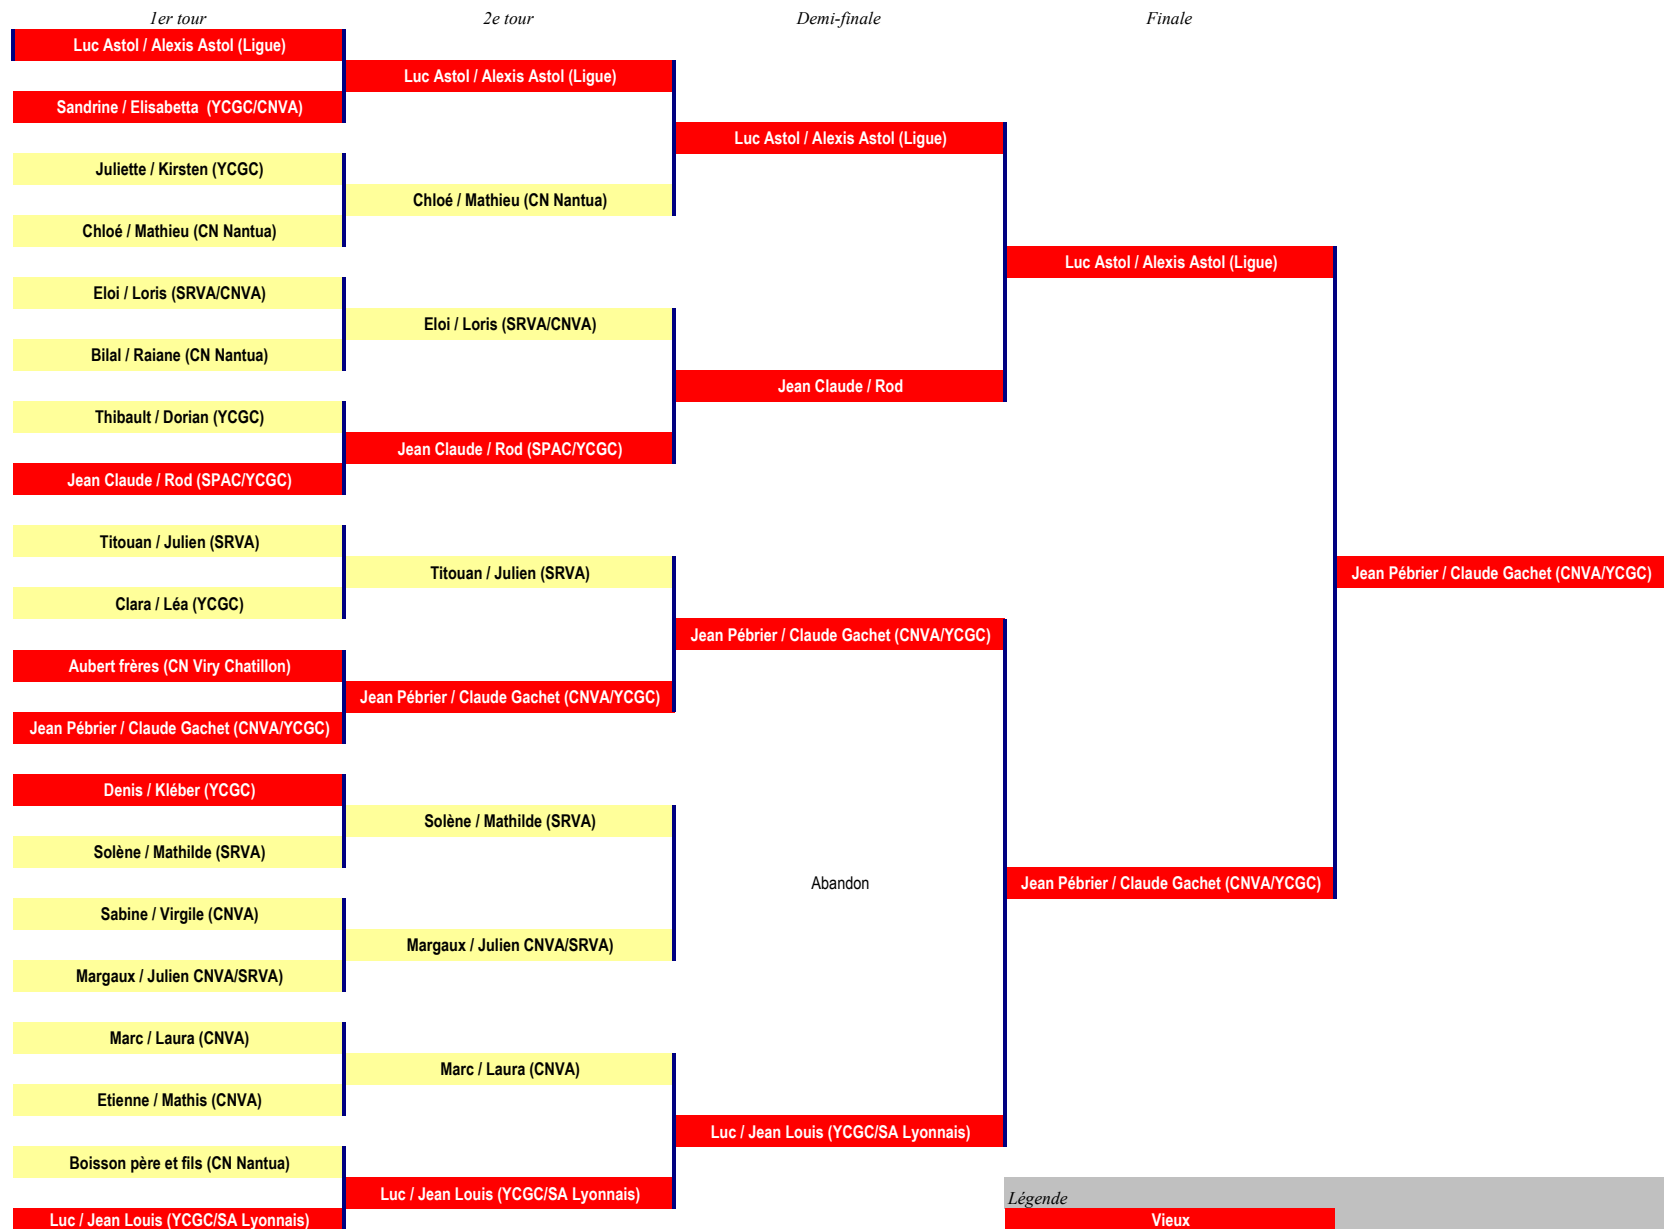 1er tour
2e tour
Demi-finale
Finale
Luc Astol / Alexis Astol (Ligue)
Luc Astol / Alexis Astol (Ligue)
Sandrine / Elisabetta (YCGC/CNVA)
Luc Astol / Alexis Astol (Ligue)
Juliette / Kirsten (YCGC)
Chloé / Mathieu (CN Nantua)
Chloé / Mathieu (CN Nantua)
Luc Astol / Alexis Astol (Ligue)
Eloi / Loris (SRVA/CNVA)
Eloi / Loris (SRVA/CNVA)
Bilal / Raiane (CN Nantua)
Jean Claude / Rod
Thibault / Dorian (YCGC)
Jean Claude / Rod (SPAC/YCGC)
Jean Claude / Rod (SPAC/YCGC)
Titouan / Julien (SRVA)
Titouan / Julien (SRVA)
Jean Pébrier / Claude Gachet (CNVA/YCGC)
Clara / Léa (YCGC)
Jean Pébrier / Claude Gachet (CNVA/YCGC)
Aubert frères (CN Viry Chatillon)
Jean Pébrier / Claude Gachet (CNVA/YCGC)
Jean Pébrier / Claude Gachet (CNVA/YCGC)
Denis / Kléber (YCGC)
Solène / Mathilde (SRVA)
Solène / Mathilde (SRVA)
Abandon
Jean Pébrier / Claude Gachet (CNVA/YCGC)
Sabine / Virgile (CNVA)
Margaux / Julien CNVA/SRVA)
Margaux / Julien CNVA/SRVA)
Marc / Laura (CNVA)
Marc / Laura (CNVA)
Etienne / Mathis (CNVA)
Luc / Jean Louis (YCGC/SA Lyonnais)
Boisson père et fils (CN Nantua)
Luc / Jean Louis (YCGC/SA Lyonnais)
Légende
Luc / Jean Louis (YCGC/SA Lyonnais)
Vieux